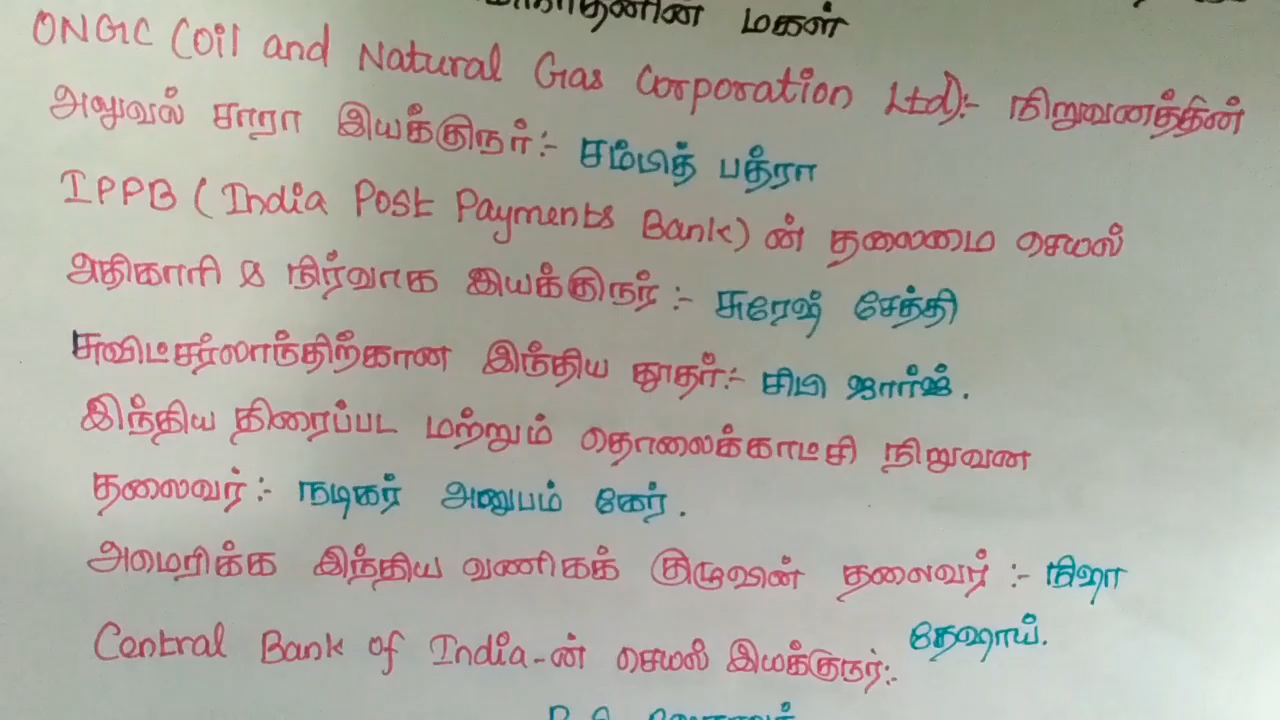 மகள்
ONGC (Oil and Natural Gas Corporation Ltd):- நிறுவனத்தின்
அலுவல் சாரா இயக்குநர்:- சம்பித் பத்ரா
IPPB (India Post Payments Bank) ன் தலைமை செயல்
அதிகாரி & நிர்வாக இயக்குநர் :- சுரேஷ் சேத்தி
சுவிட்சர்லாந்திற்கான இந்திய தூதர்:- சிபி ஜார்ஜ்.
இந்திய திரைப்பட மற்றும் தொலைக்காட்சி நிறுவன
தலைவர் :- நடிகர் அனுபம் கேர்.
அமெரிக்க இந்திய வணிகக் குழுவின் தலைவர் :- நிஷா
தேஷாய்.
Central Bank of India-ன் செயல் இயக்குநர்:-